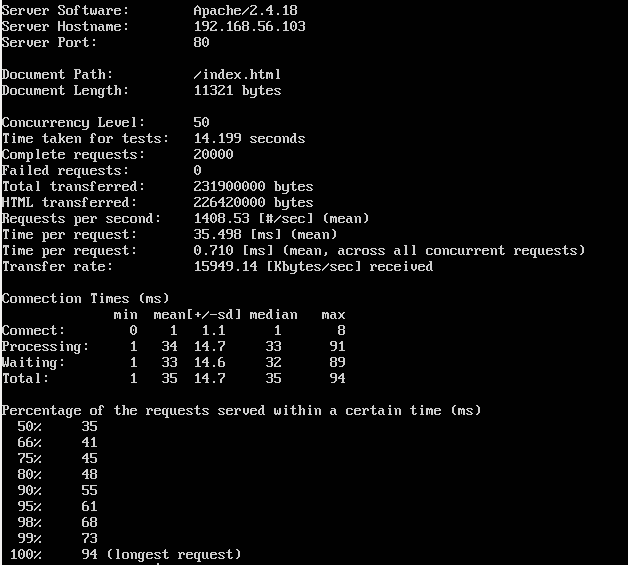 Server Software:        Apache/2.4.18
Server Hostname:        192.168.56.103
Server Port:            80

Document Path:          /index.html
Document Length:        11321 bytes

Concurrency Level:      50
Time taken for tests:   14.199 seconds
Complete requests:      20000
Failed requests:        0
Total transferred:      231900000 bytes
HTML transferred:       226420000 bytes
Requests per second:    1408.53 [#/sec] (mean)
Time per request:       35.498 [ms] (mean)
Time per request:       0.710 [ms] (mean, across all concurrent requests)
Transfer rate:          15949.14 [Kbytes/sec] received

Connection Times (ms)
              min  mean[+/-sd] median   max
Connect:        0    1   1.1      1       8
Processing:     1   34  14.7     33      91
Waiting:        1   33  14.6     32      89
Total:          1   35  14.7     35      94

Percentage of the requests served within a certain time (ms)
  50%     35
  66%     41
  75%     45
  80%     48
  90%     55
  95%     61
  98%     68
  99%     73
 100%     94 (longest request)